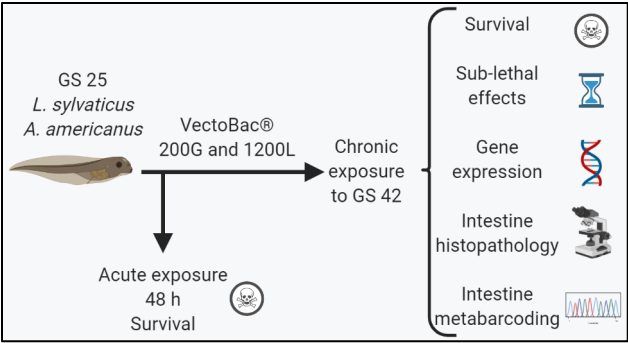 GS 25
L. sylvaticus
A. americanus
VectoBac®
200G and 1200L
Chronic
exposure
to GS 42
Acute exposure
48 h
Survival
Survival
Sub-lethal
effects
Gene
expression
Intestine
histopathology
Intestine
metabarcoding